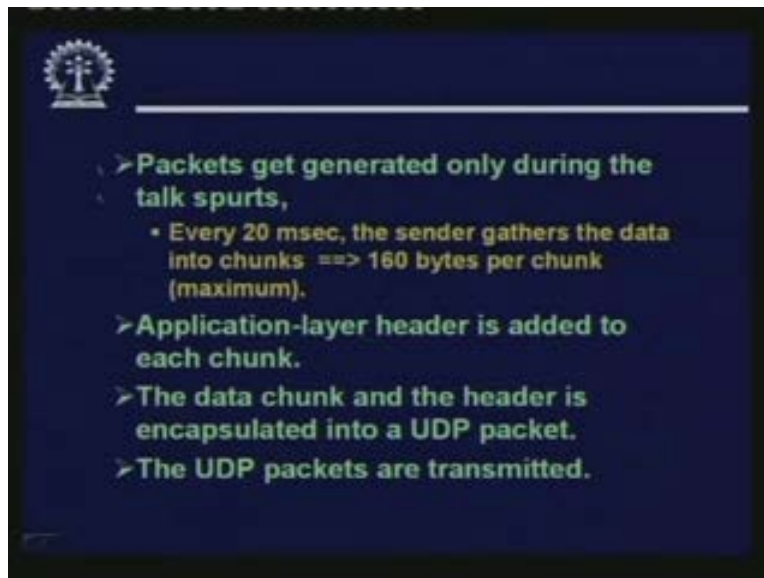 ➢Packets get generated only during the
talk spurts,
• Every 20 msec, the sender gathers the data
into chunks ==> 160 bytes per chunk
(maximum).
➢Application-layer header is added to
each chunk.
➢The data chunk and the header is
encapsulated into a UDP packet.
➢The UDP packets are transmitted.